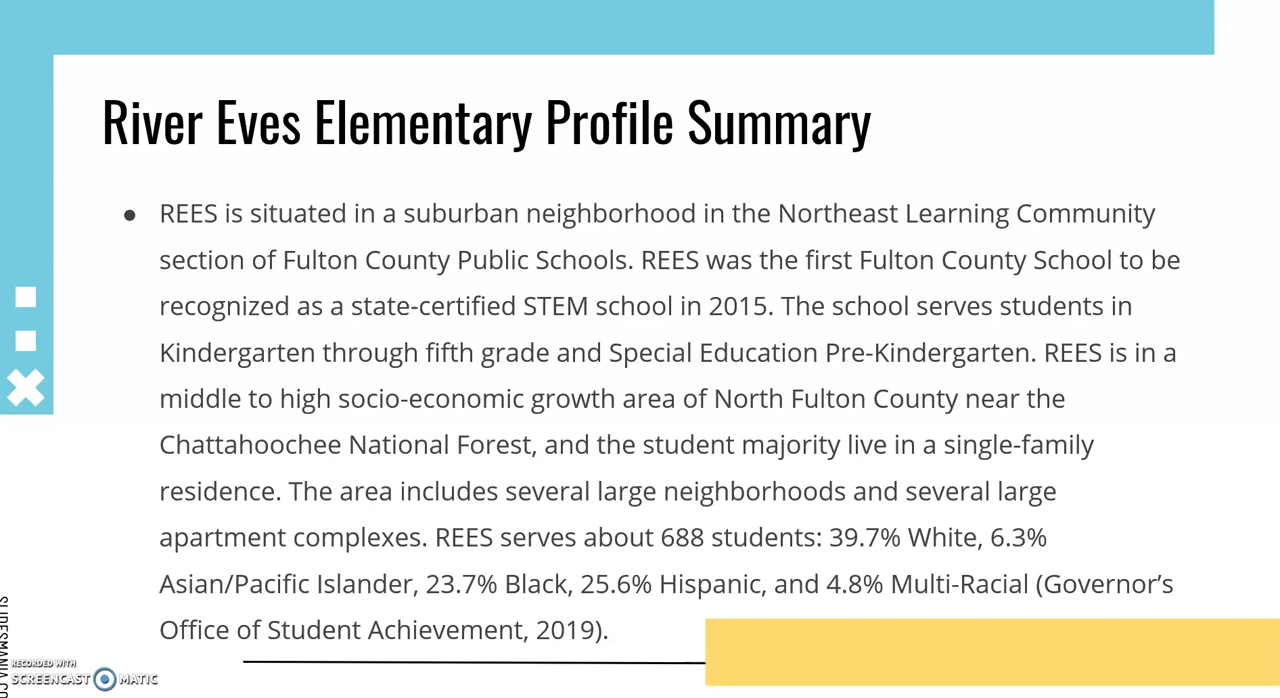 River Eves Elementary Profile Summary
● REES is situated in a suburban neighborhood in the Northeast Learning Community
section of Fulton County Public Schools. REES was the first Fulton County School to be
recognized as a state-certified STEM school in 2015. The school serves students in
Kindergarten through fifth grade and Special Education Pre-Kindergarten. REES is in a
middle to high socio-economic growth area of North Fulton County near the
Chattahoochee National Forest, and the student majority live in a single-family
residence. The area includes several large neighborhoods and several large
apartment complexes. REES serves about 688 students: 39.7% White, 6.3%
Asian/Pacific Islander, 23.7% Black, 25.6% Hispanic, and 4.8% Multi-Racial (Governor’s
Office of Student Achievement, 2019).
RECORDED WITH
SCREENCAST MATIC